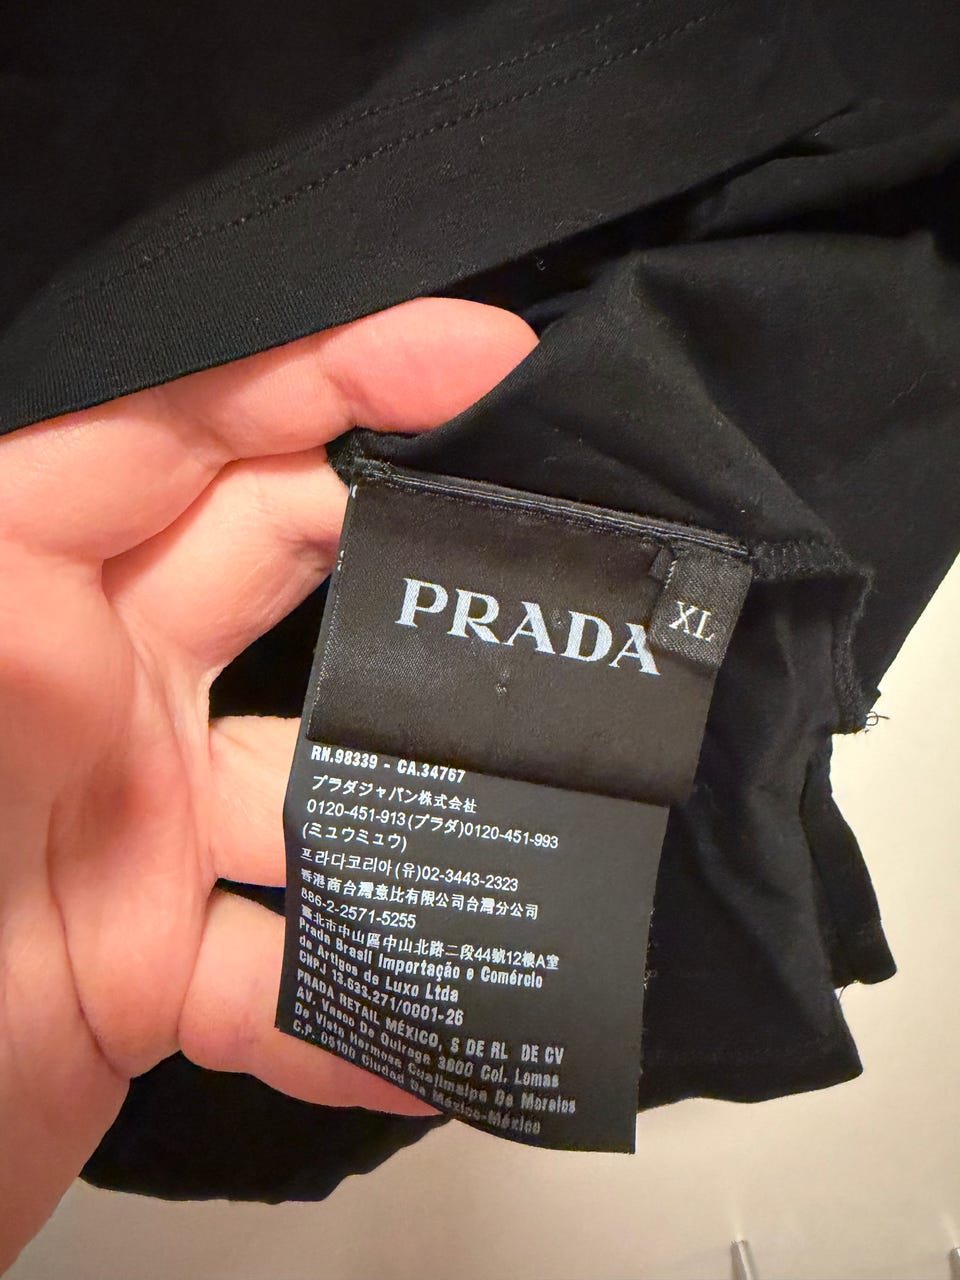 PRADA
XL
RN.98339 - CA.34767
プラダジャパン株式会社
0120-451-913(プラダ)0120-451-993
(ミュウミュウ)
프라다코리아(유)02-3443-2323
香港商台灣意比有限公司台灣分公司
886-2-2571-5255
臺北市中山區中山北路二段44號12樓A室
Prada Brasil Importação e Comércio
de Artigos de Luxo Ltda
CNPJ 13.633.271/0001-26
PRADA RETAIL MÉXICO, S DE RL DE CV
AV. Vasco De Quiroga 3800 Col. Lomas
De Vista Hermosa Cuajimalpa De Morelos
C.P. 05100 Ciudad De México-México